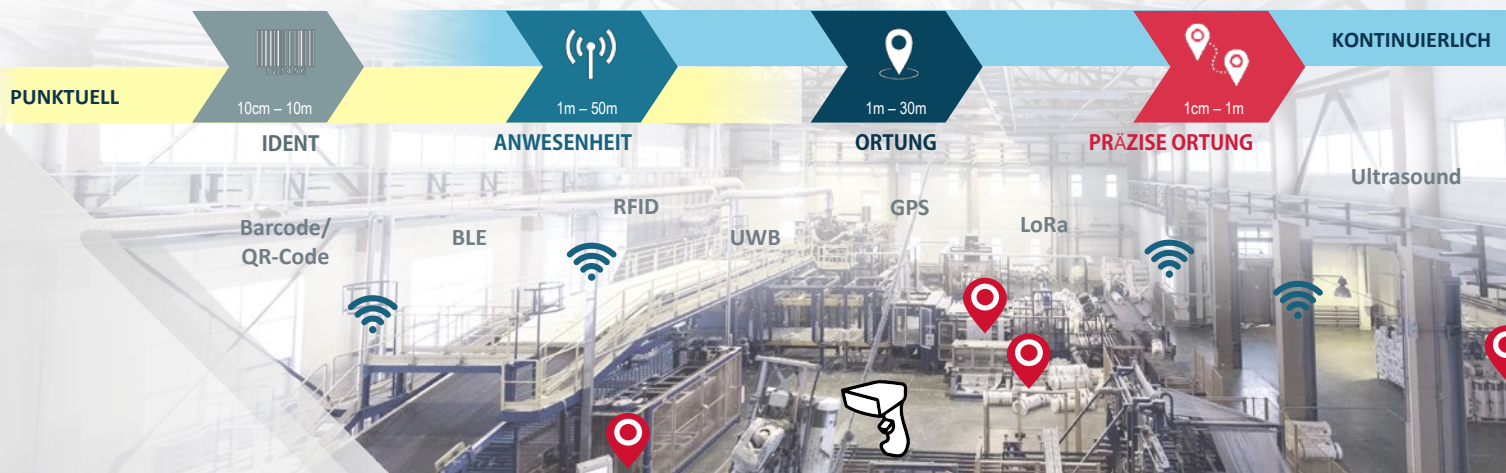 PUNKTUELL
KONTINUIERLICH
10cm – 10m
1m – 50m
1m – 30m
1cm – 1m
IDENT
ANWESENHEIT
ORTUNG
PRÄZISE ORTUNG
Barcode/
QR-Code
BLE
RFID
UWB
GPS
LoRa
Ultrasound